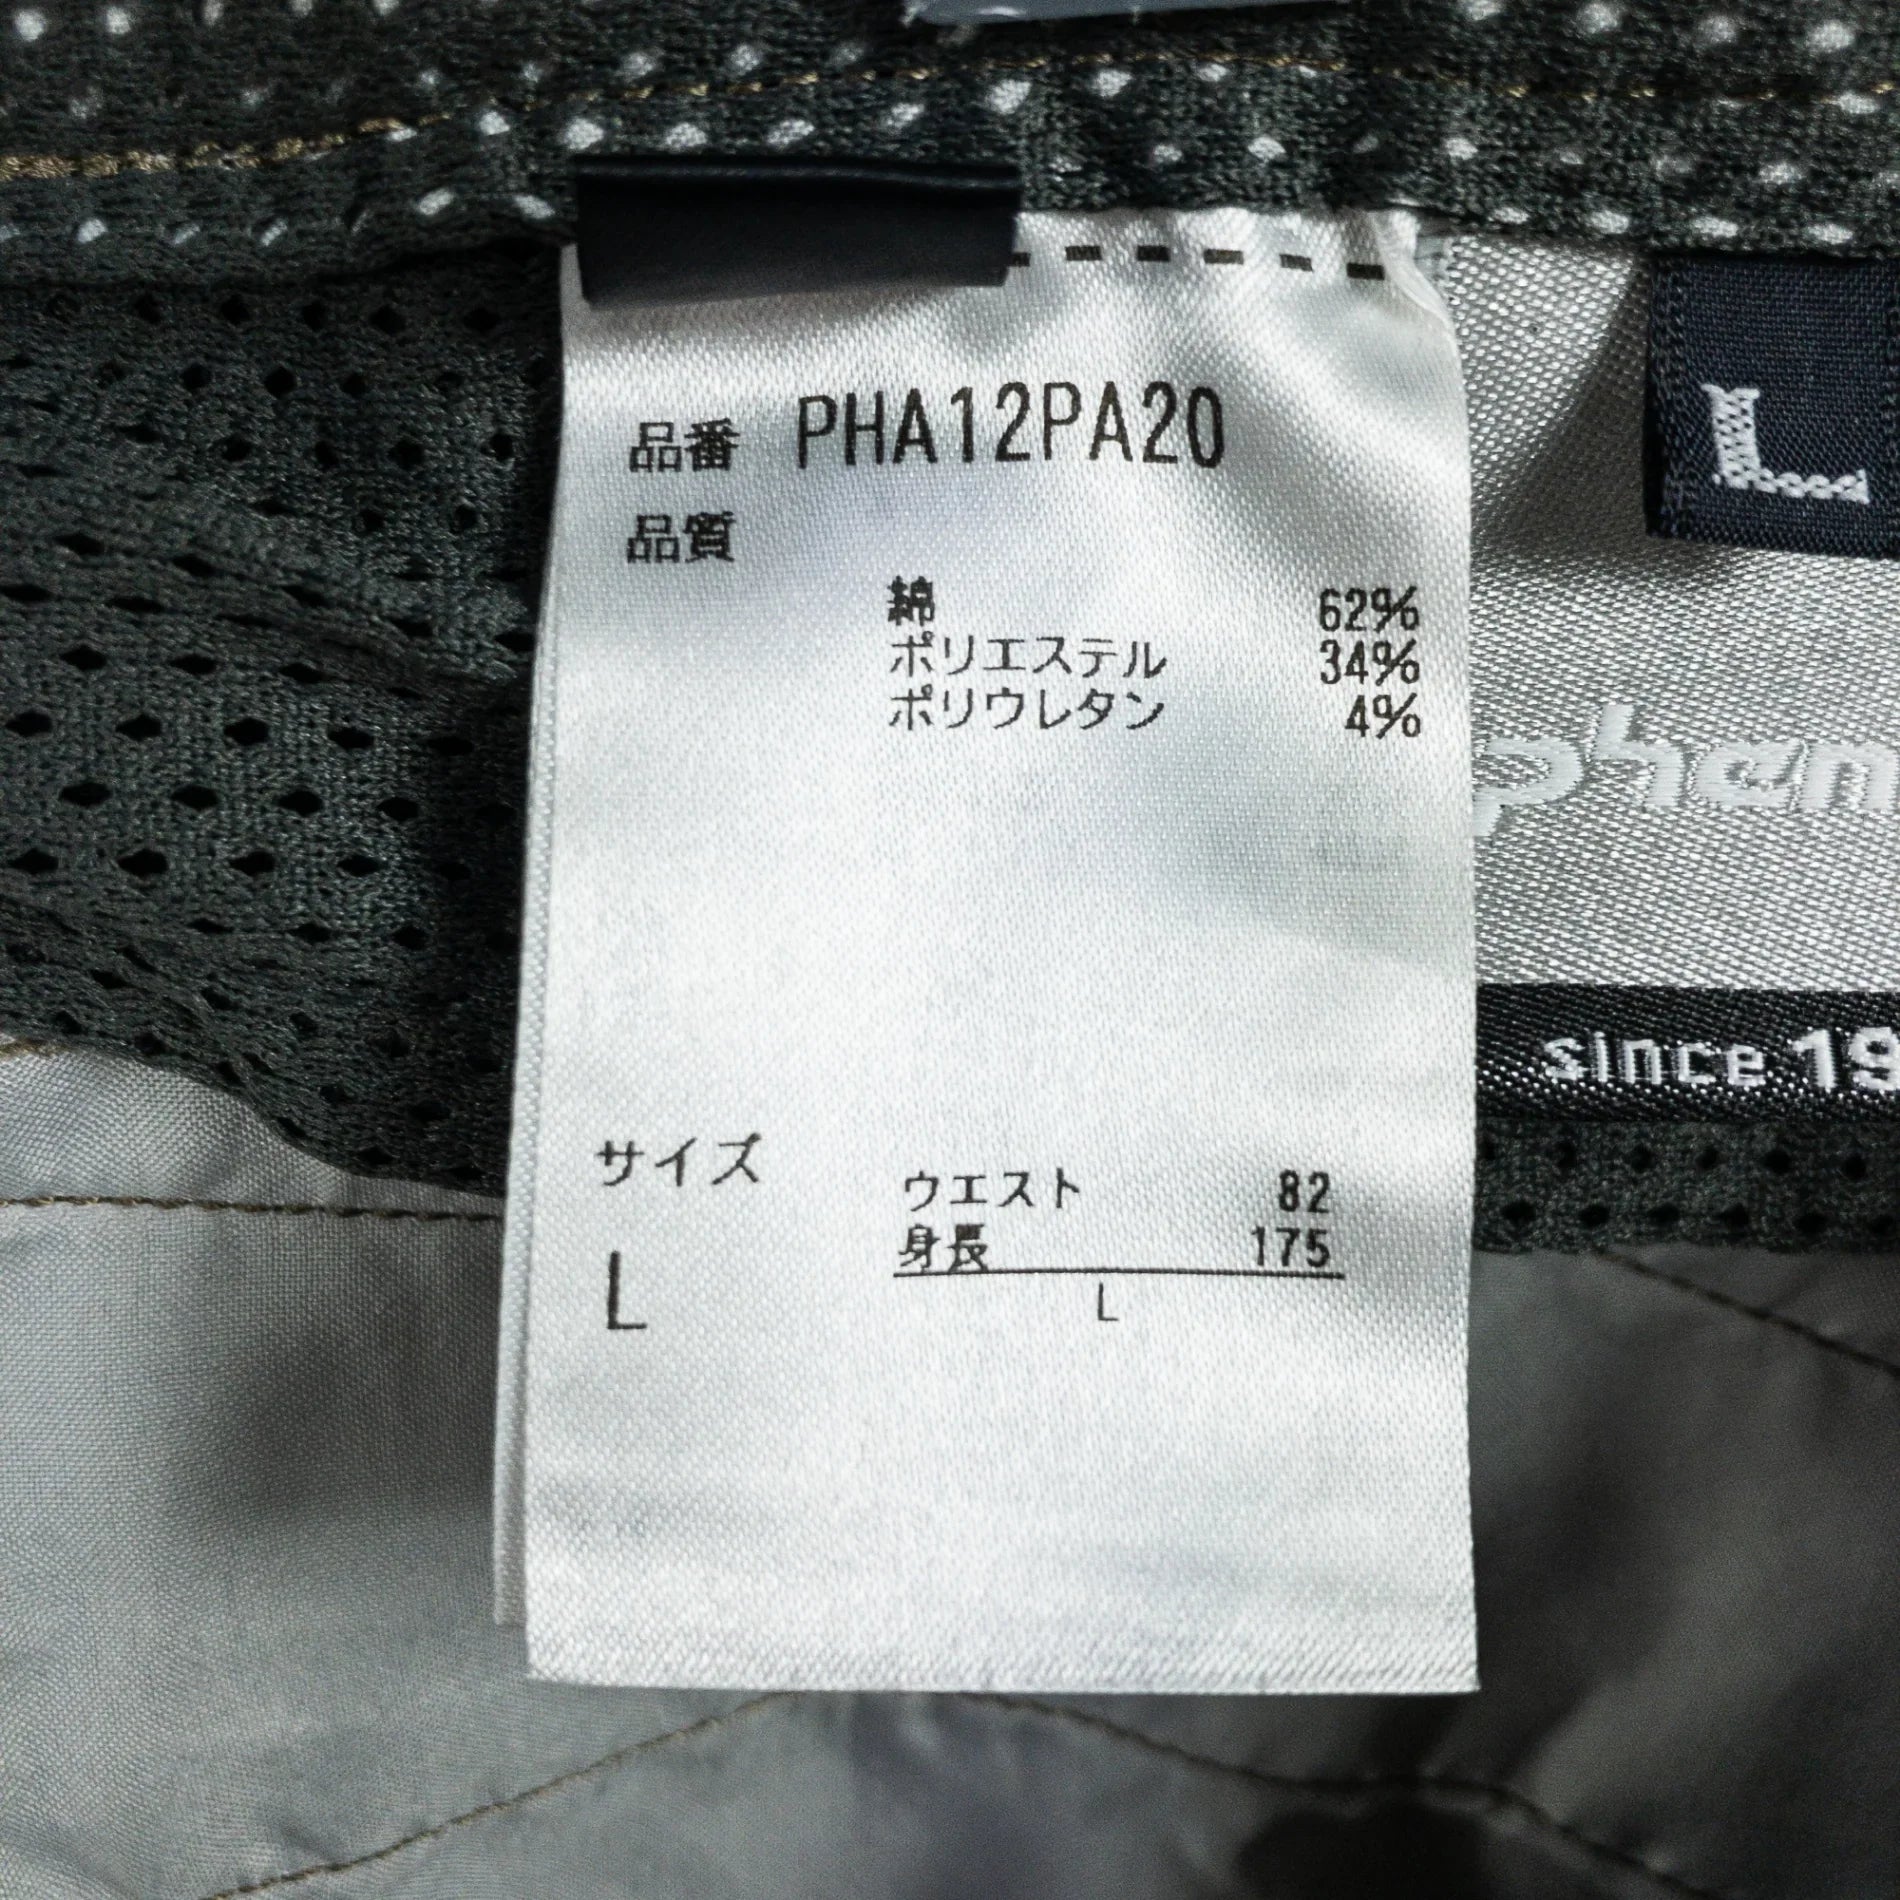 品番 PHA12PA20
品質
綿 62%
ポリエステル 34%
ポリウレタン 4%
サイズ
L
ウエスト 82
身長 175
L
L
phen
since 19